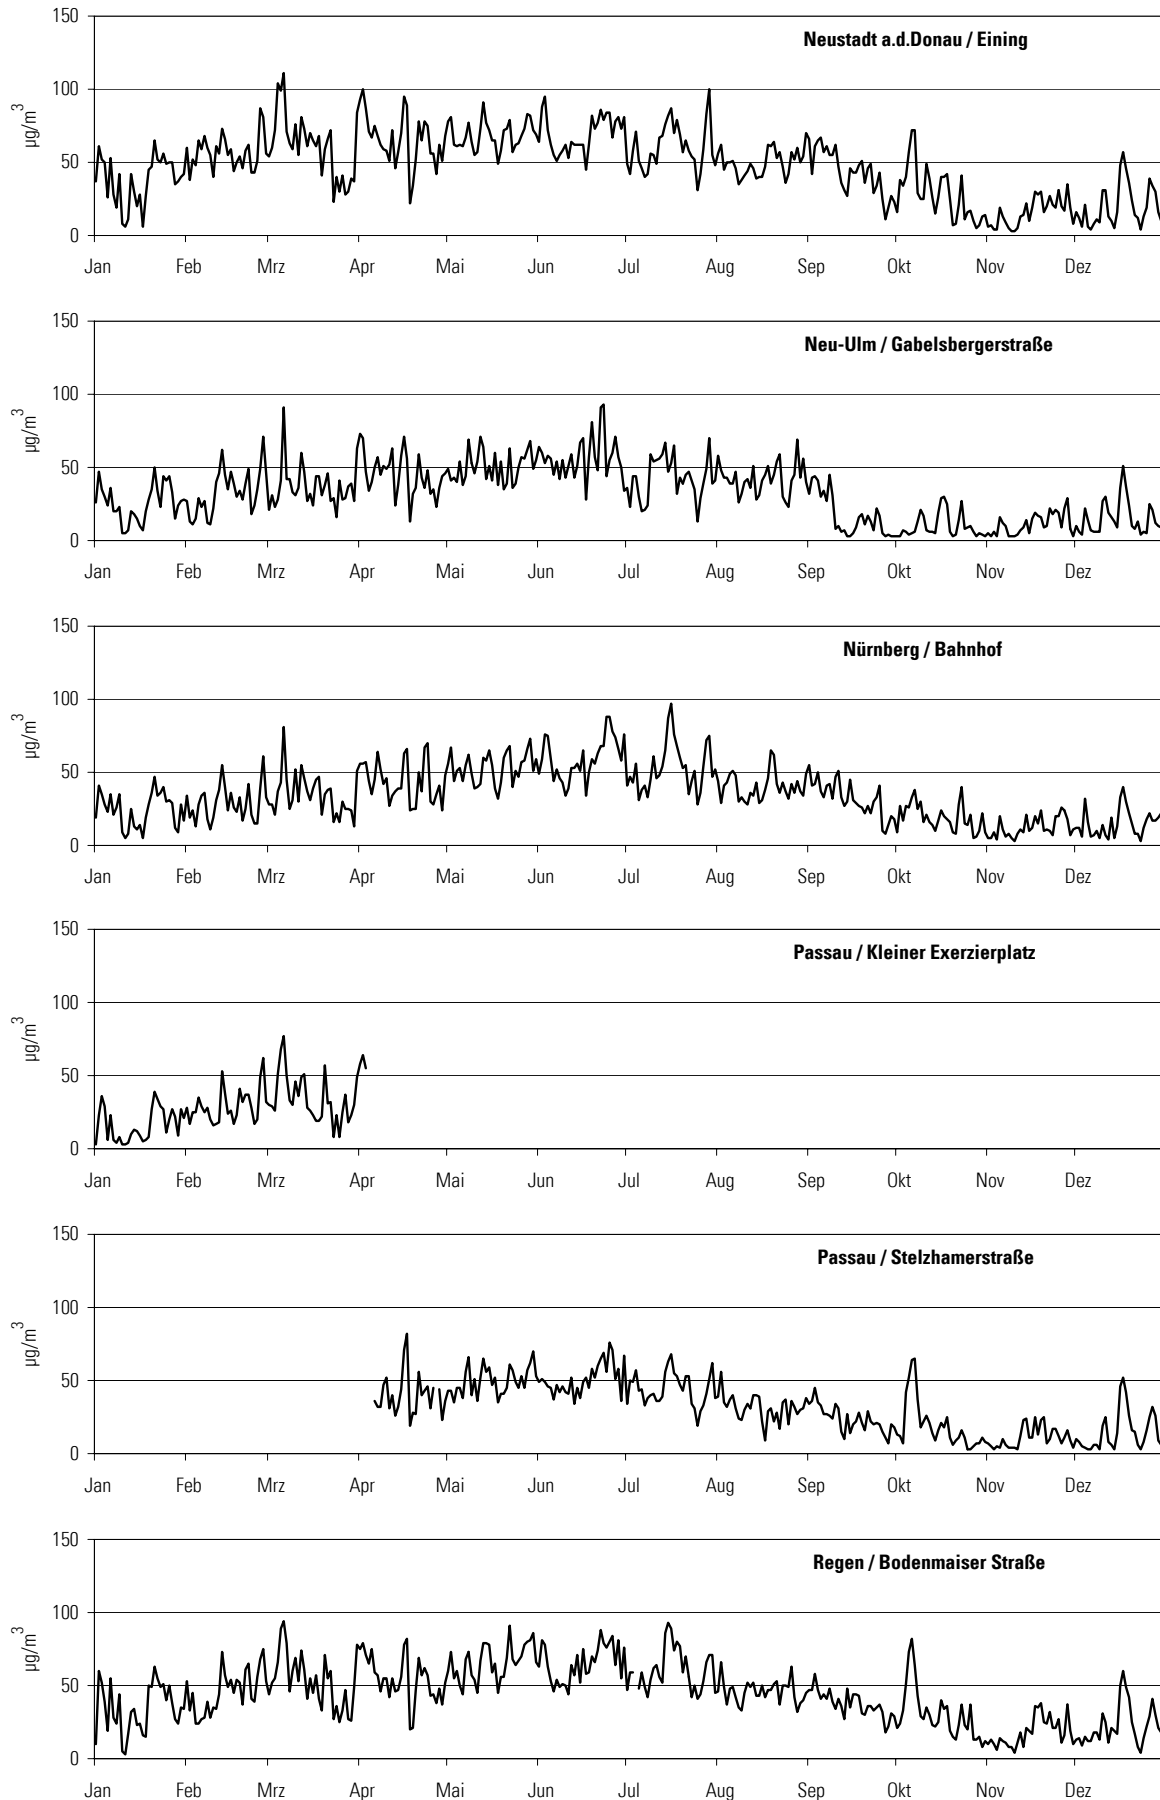 150
Neustadt a.d.Donau / Eining
100
µg/m³
50
0
Jan Feb Mrz Apr Mai Jun Jul Aug Sep Okt Nov Dez
150
Neu-Ulm / Gabelsbergerstraße
100
µg/m³
50
0
Jan Feb Mrz Apr Mai Jun Jul Aug Sep Okt Nov Dez
150
Nürnberg / Bahnhof
100
µg/m³
50
0
Jan Feb Mrz Apr Mai Jun Jul Aug Sep Okt Nov Dez
150
Passau / Kleiner Exerzierplatz
100
µg/m³
50
0
Jan Feb Mrz Apr Mai Jun Jul Aug Sep Okt Nov Dez
150
Passau / Stelzhamerstraße
100
µg/m³
50
0
Jan Feb Mrz Apr Mai Jun Jul Aug Sep Okt Nov Dez
150
Regen / Bodenmaiser Straße
100
µg/m³
50
0
Jan Feb Mrz Apr Mai Jun Jul Aug Sep Okt Nov Dez